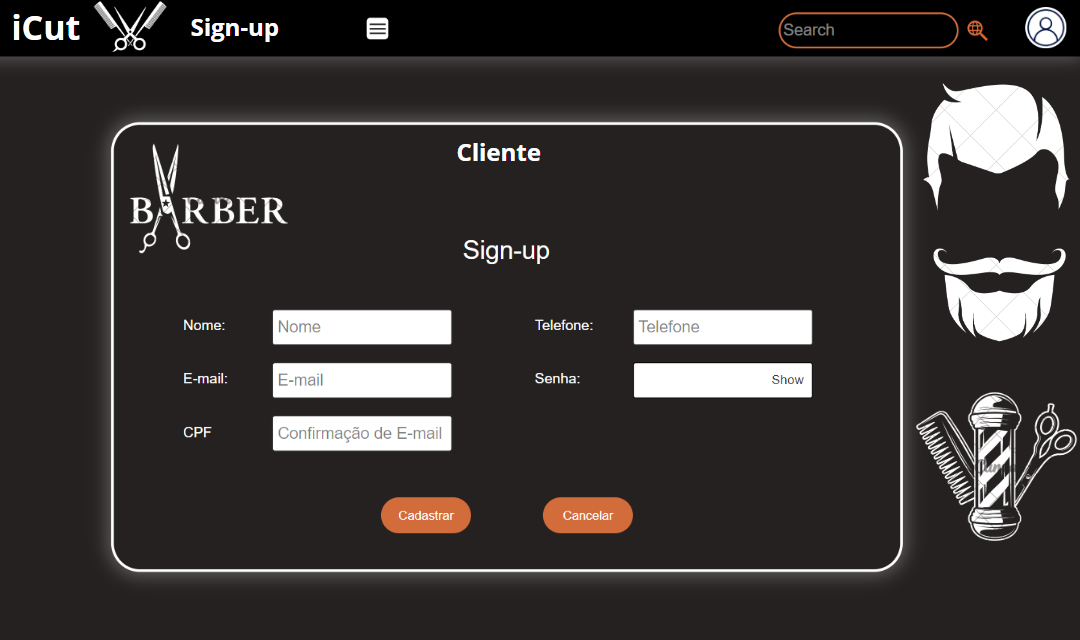 iCut
Sign-up
Search
Cliente
BARBER
Sign-up
Nome:
Nome
Telefone:
Telefone
E-mail:
E-mail
Senha:
Show
CPF
Confirmação de E-mail
Cadastrar
Cancelar